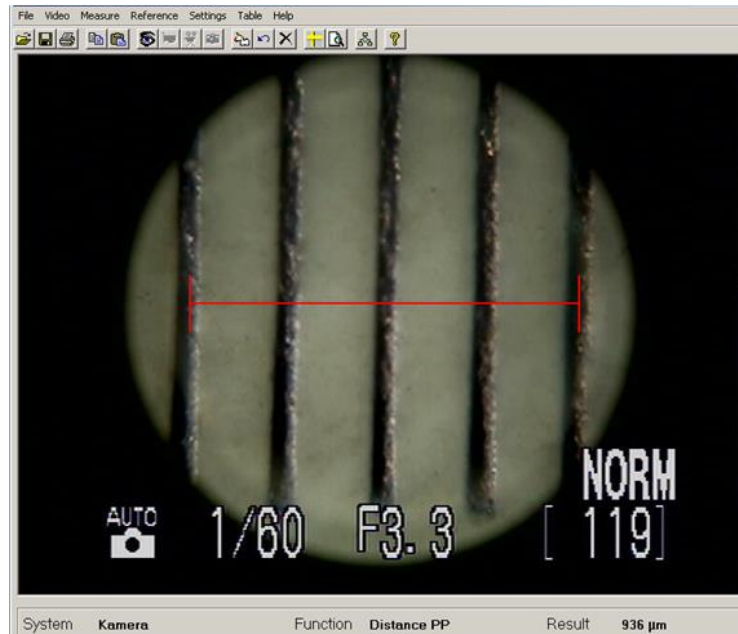 File Video Measure Reference Settings Table Help
AUTO 1/60 F3.3 NORM [ 119]
System Kamera Function Distance PP Result 936 µm